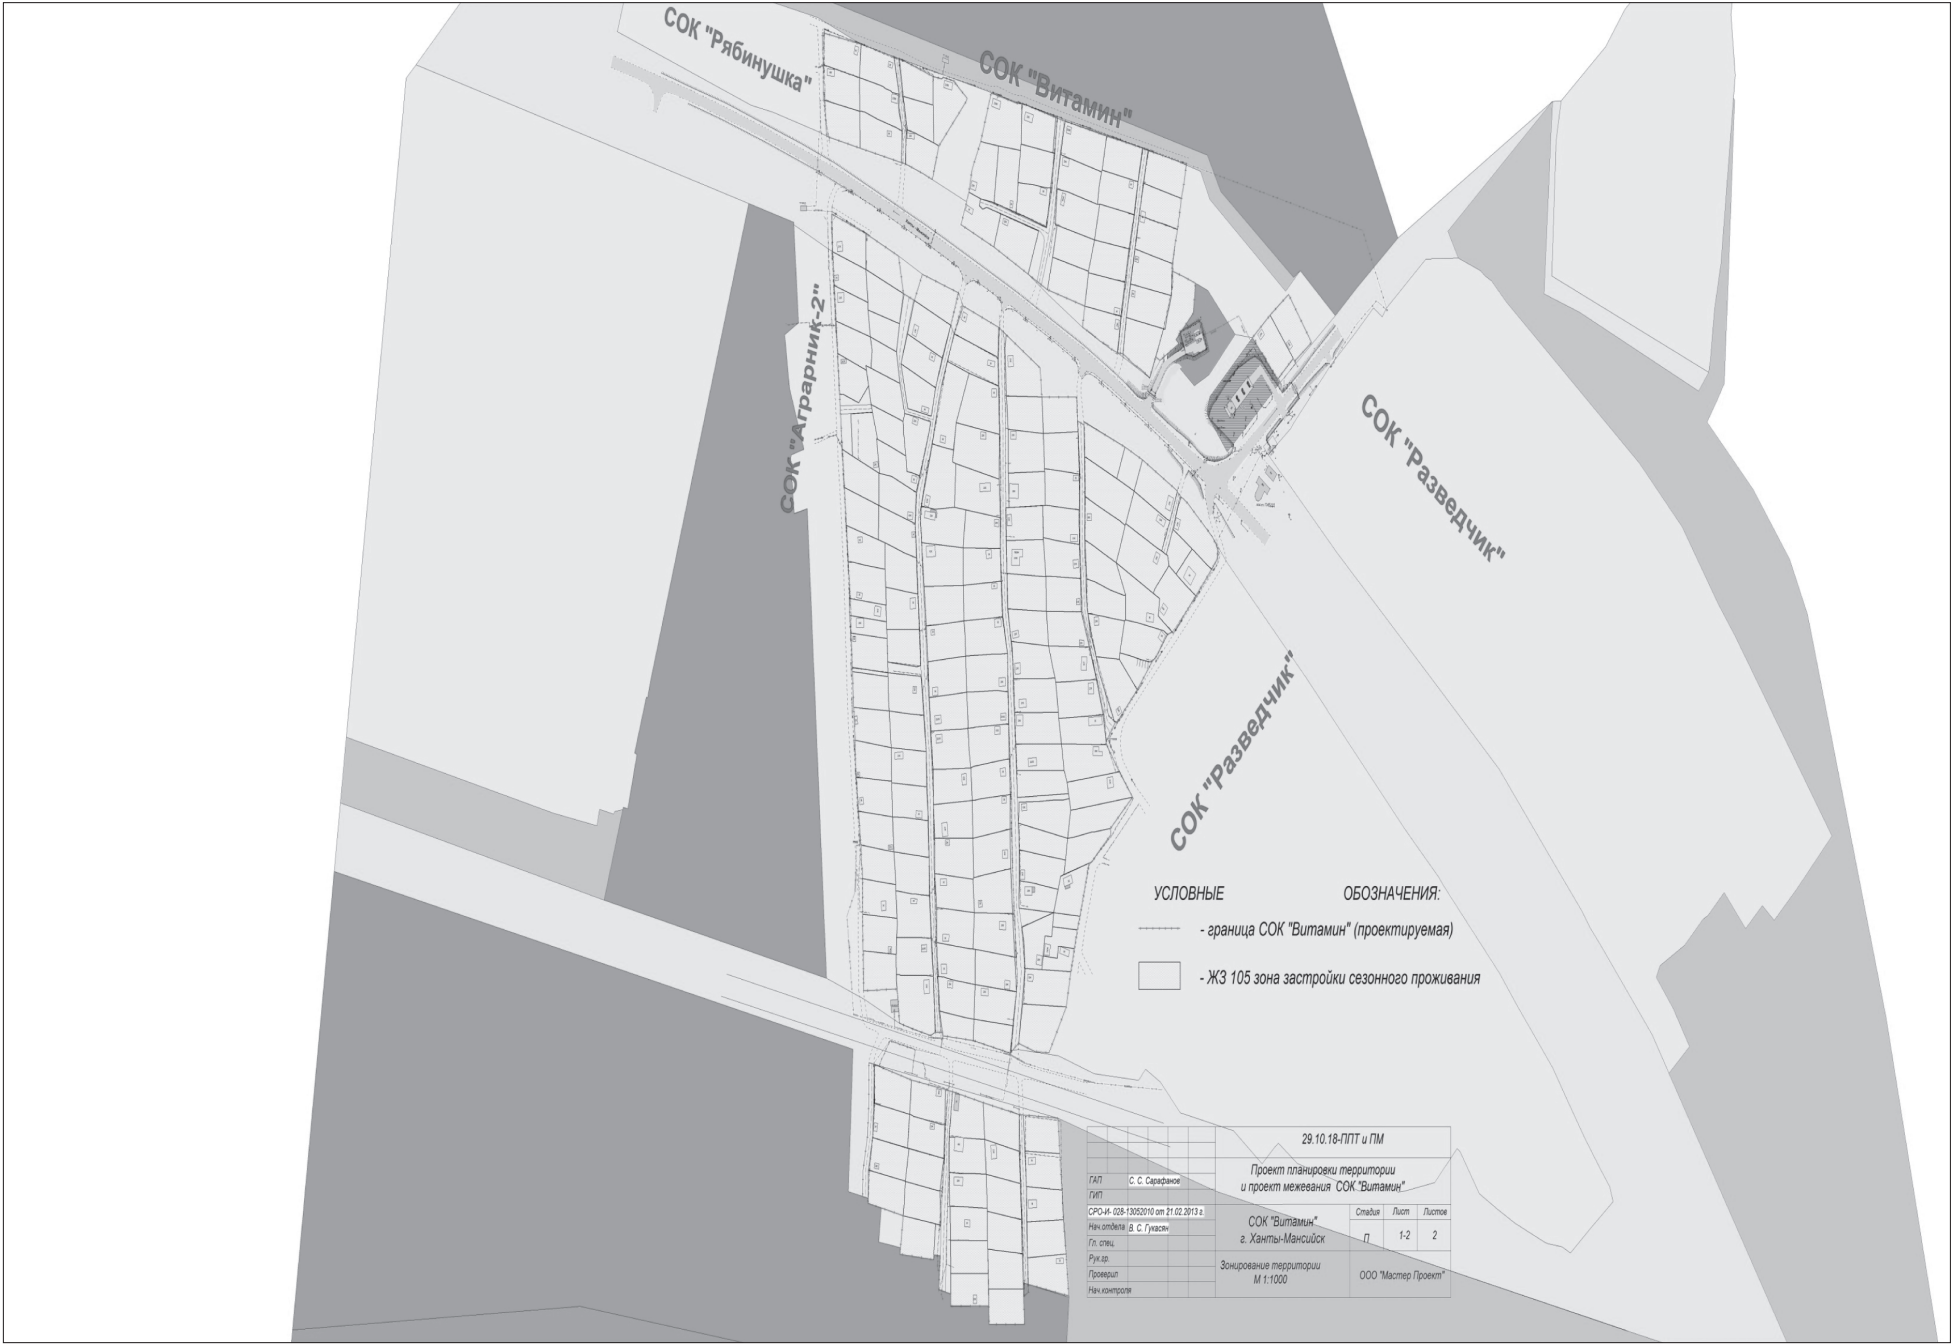 СОК "Рябинушка"
СОК "Витамин"
СОК "Аграрник-2"
СОК "Разведчик"
СОК "Разведчик"
УСЛОВНЫЕ ОБОЗНАЧЕНИЯ:
- граница СОК "Витамин" (проектируемая)
- ЖЗ 105 зона застройки сезонного проживания
29.10.18-ППТ и ПМ
Проект планировки территории
и проект межевания СОК "Витамин"
ГАП С. С. Сарафанов
ГИП
СРО-И- 028-13052010 от 21.02.2013 г.
Нач.отдела В. С. Гукасян
Гл. спец.
Рук.гр.
Проверил
Нач.контроля
СОК "Витамин"
г. Ханты-Мансийск
Стадия Лист Листов
П 1-2 2
Зонирование территории
М 1:1000
ООО "Мастер Проект"